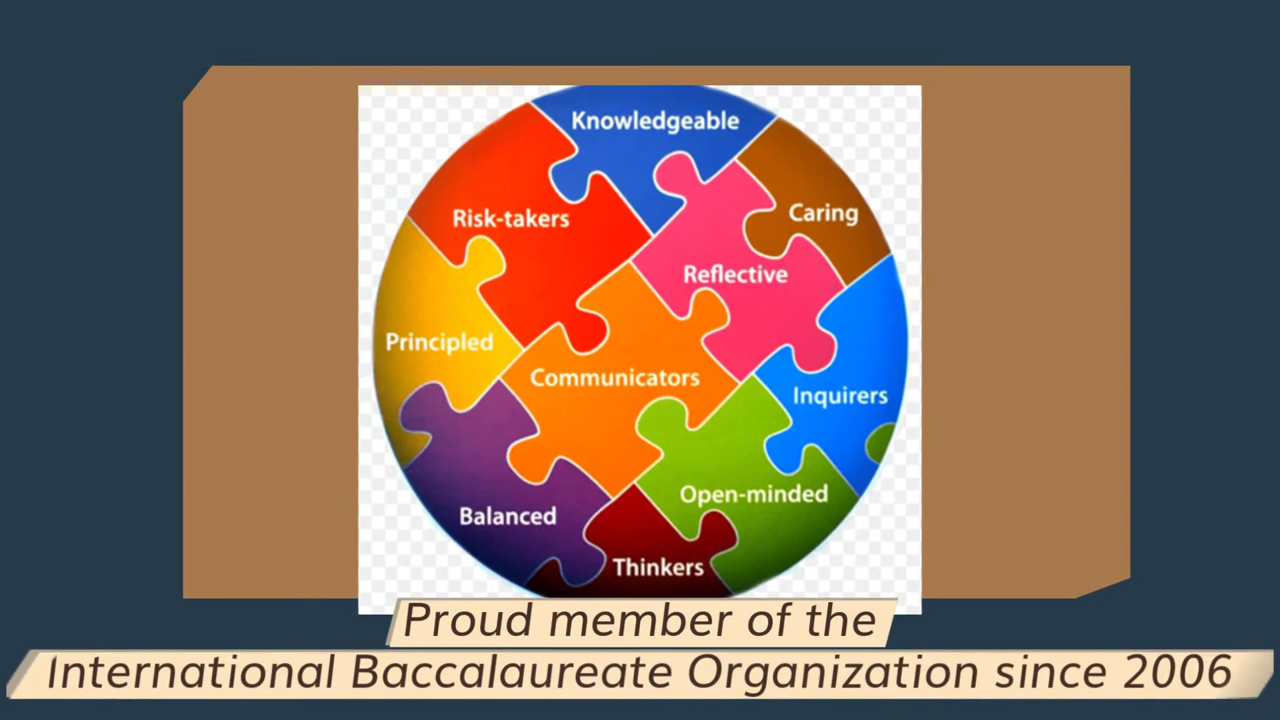 Knowledgeable
Caring
Risk-takers
Reflective
Principled
Communicators
Inquirers
Open-minded
Balanced
Thinkers
Proud member of the
International Baccalaureate Organization since 2006